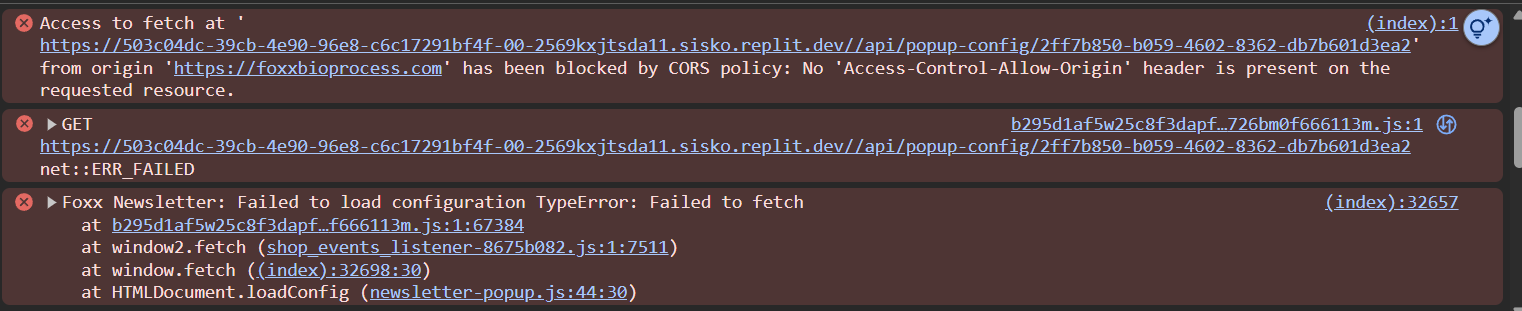 Access to fetch at ' (index):1
https://503c04dc-39cb-4e90-96e8-c6c17291bf4f-00-2569kxjtsda11.sisko.replit.dev//api/popup-config/2ff7b850-b059-4602-8362-db7b601d3ea2'
from origin 'https://foxxbioprocess.com' has been blocked by CORS policy: No 'Access-Control-Allow-Origin' header is present on the
requested resource.
GET b295d1af5w25c8f3dapf…726bm0f666113m.js:1
https://503c04dc-39cb-4e90-96e8-c6c17291bf4f-00-2569kxjtsda11.sisko.replit.dev//api/popup-config/2ff7b850-b059-4602-8362-db7b601d3ea2
net::ERR_FAILED
Foxx Newsletter: Failed to load configuration TypeError: Failed to fetch (index):32657
at b295d1af5w25c8f3dapf…f666113m.js:1:67384
at window2.fetch (shop_events_listener-8675b082.js:1:7511)
at window.fetch ((index):32698:30)
at HTMLDocument.loadConfig (newsletter-popup.js:44:30)